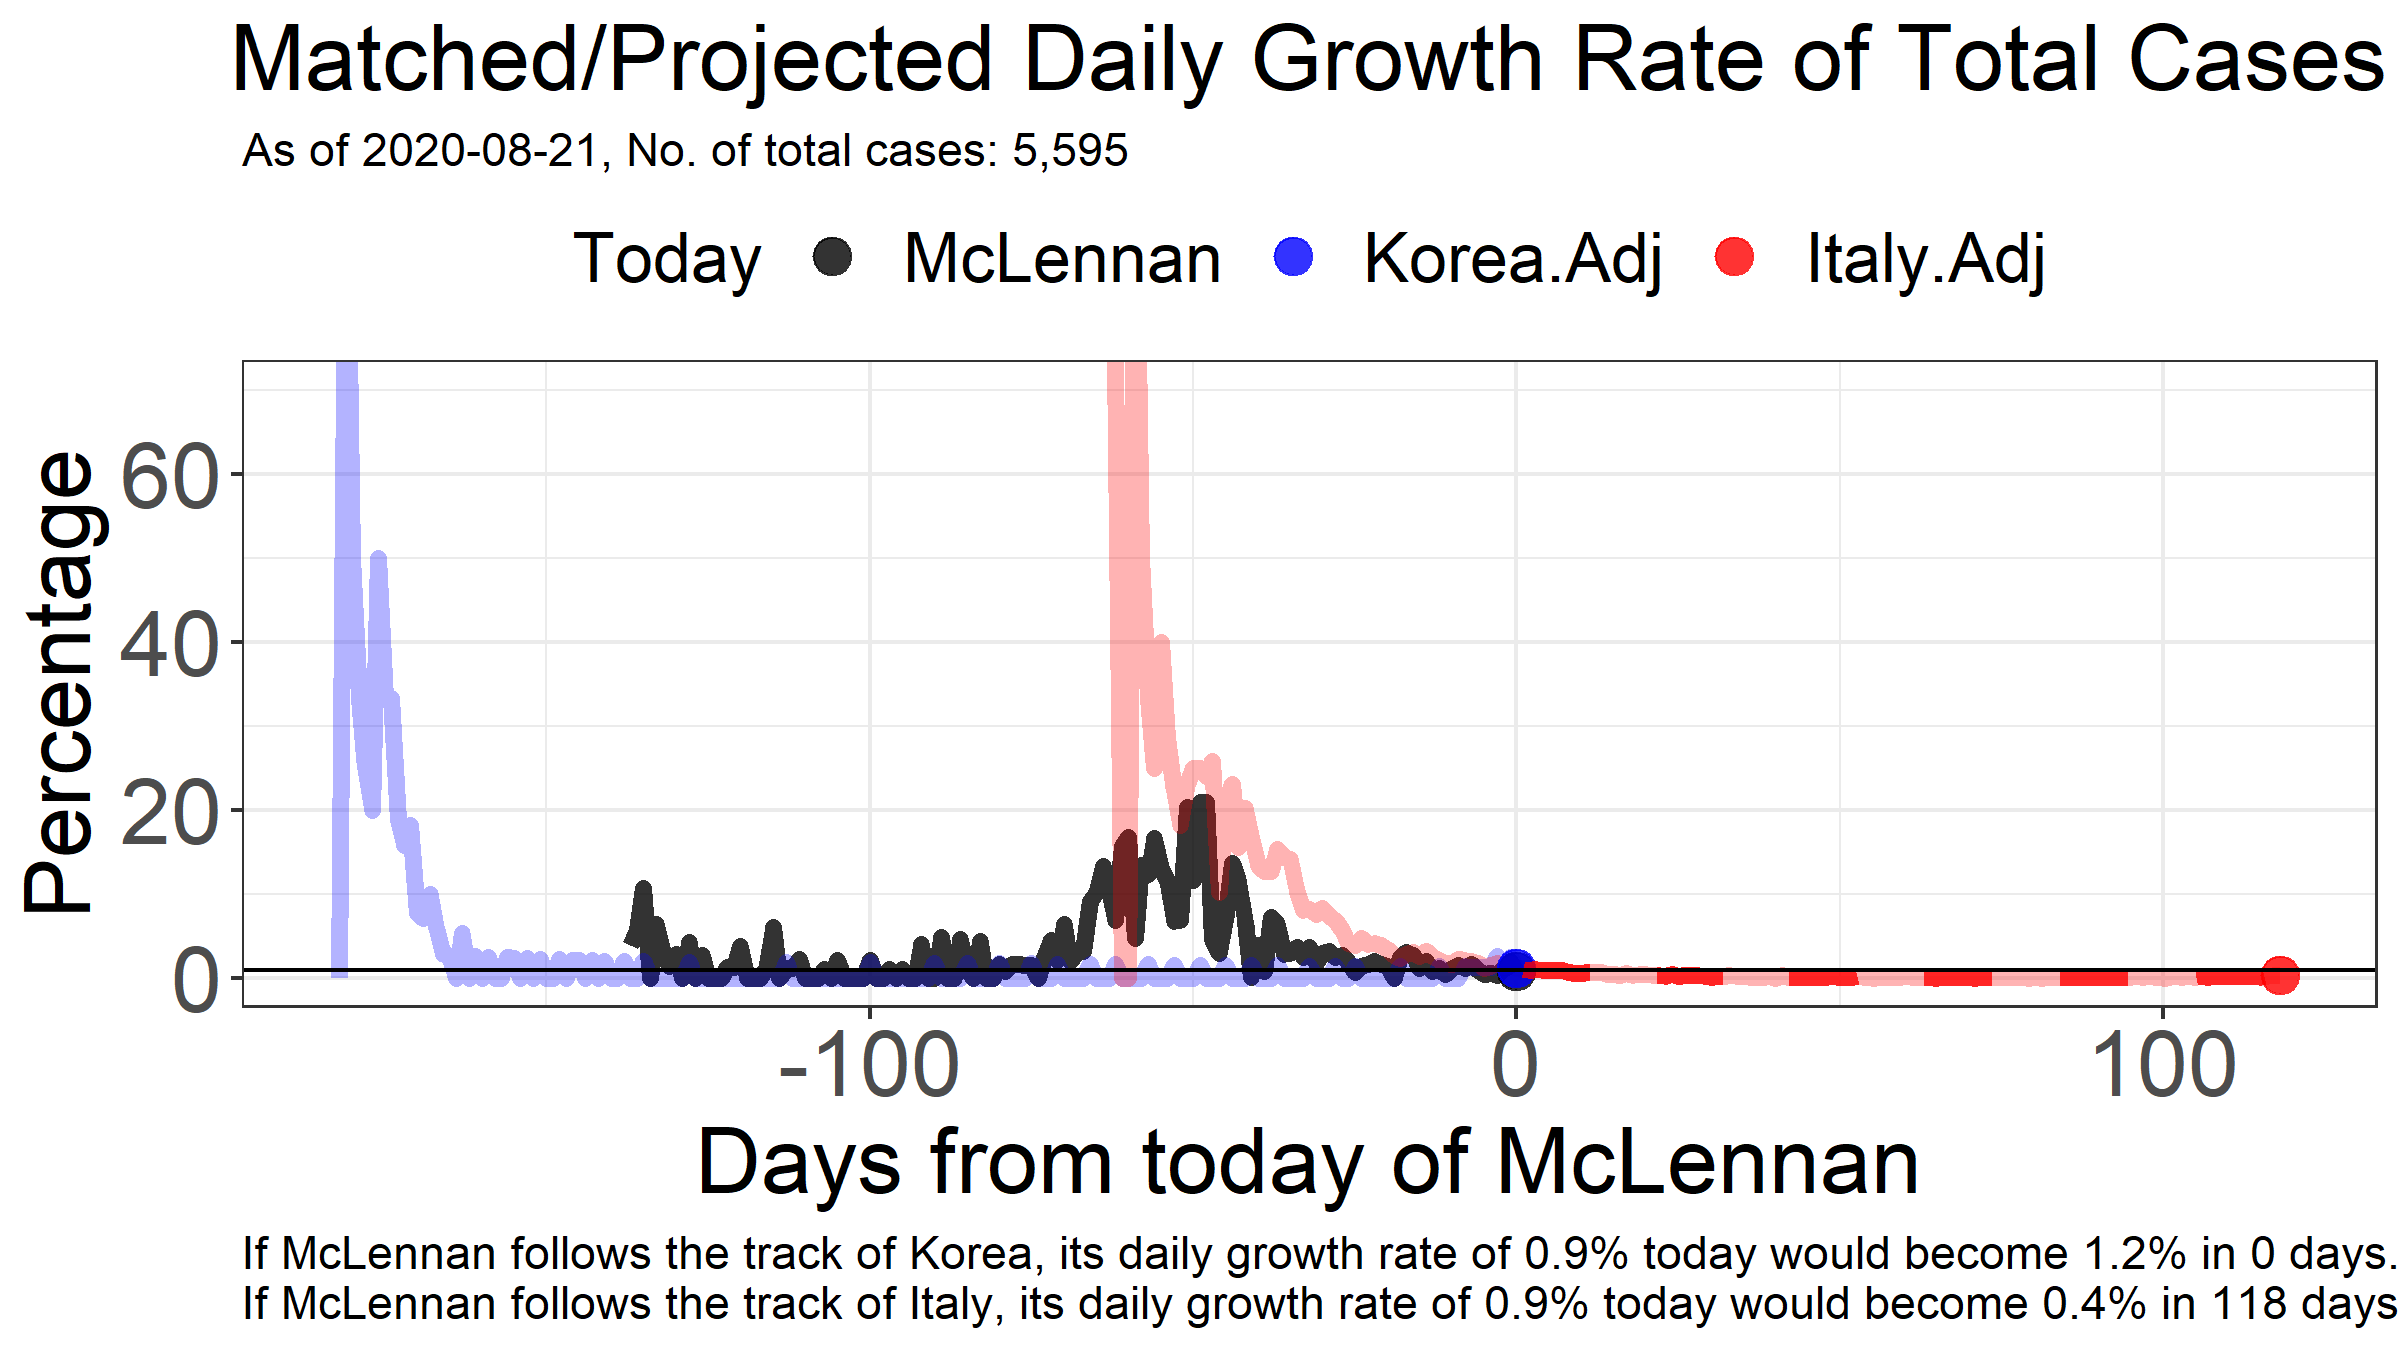 Matched/Projected Daily Growth Rate of Total Cases
As of 2020-08-21, No. of total cases: 5,595
Today McLennan Korea.Adj Italy.Adj
Percentage
60
40
20
0
-100 0 100
Days from today of McLennan
If McLennan follows the track of Korea, its daily growth rate of 0.9% today would become 1.2% in 0 days.
If McLennan follows the track of Italy, its daily growth rate of 0.9% today would become 0.4% in 118 days